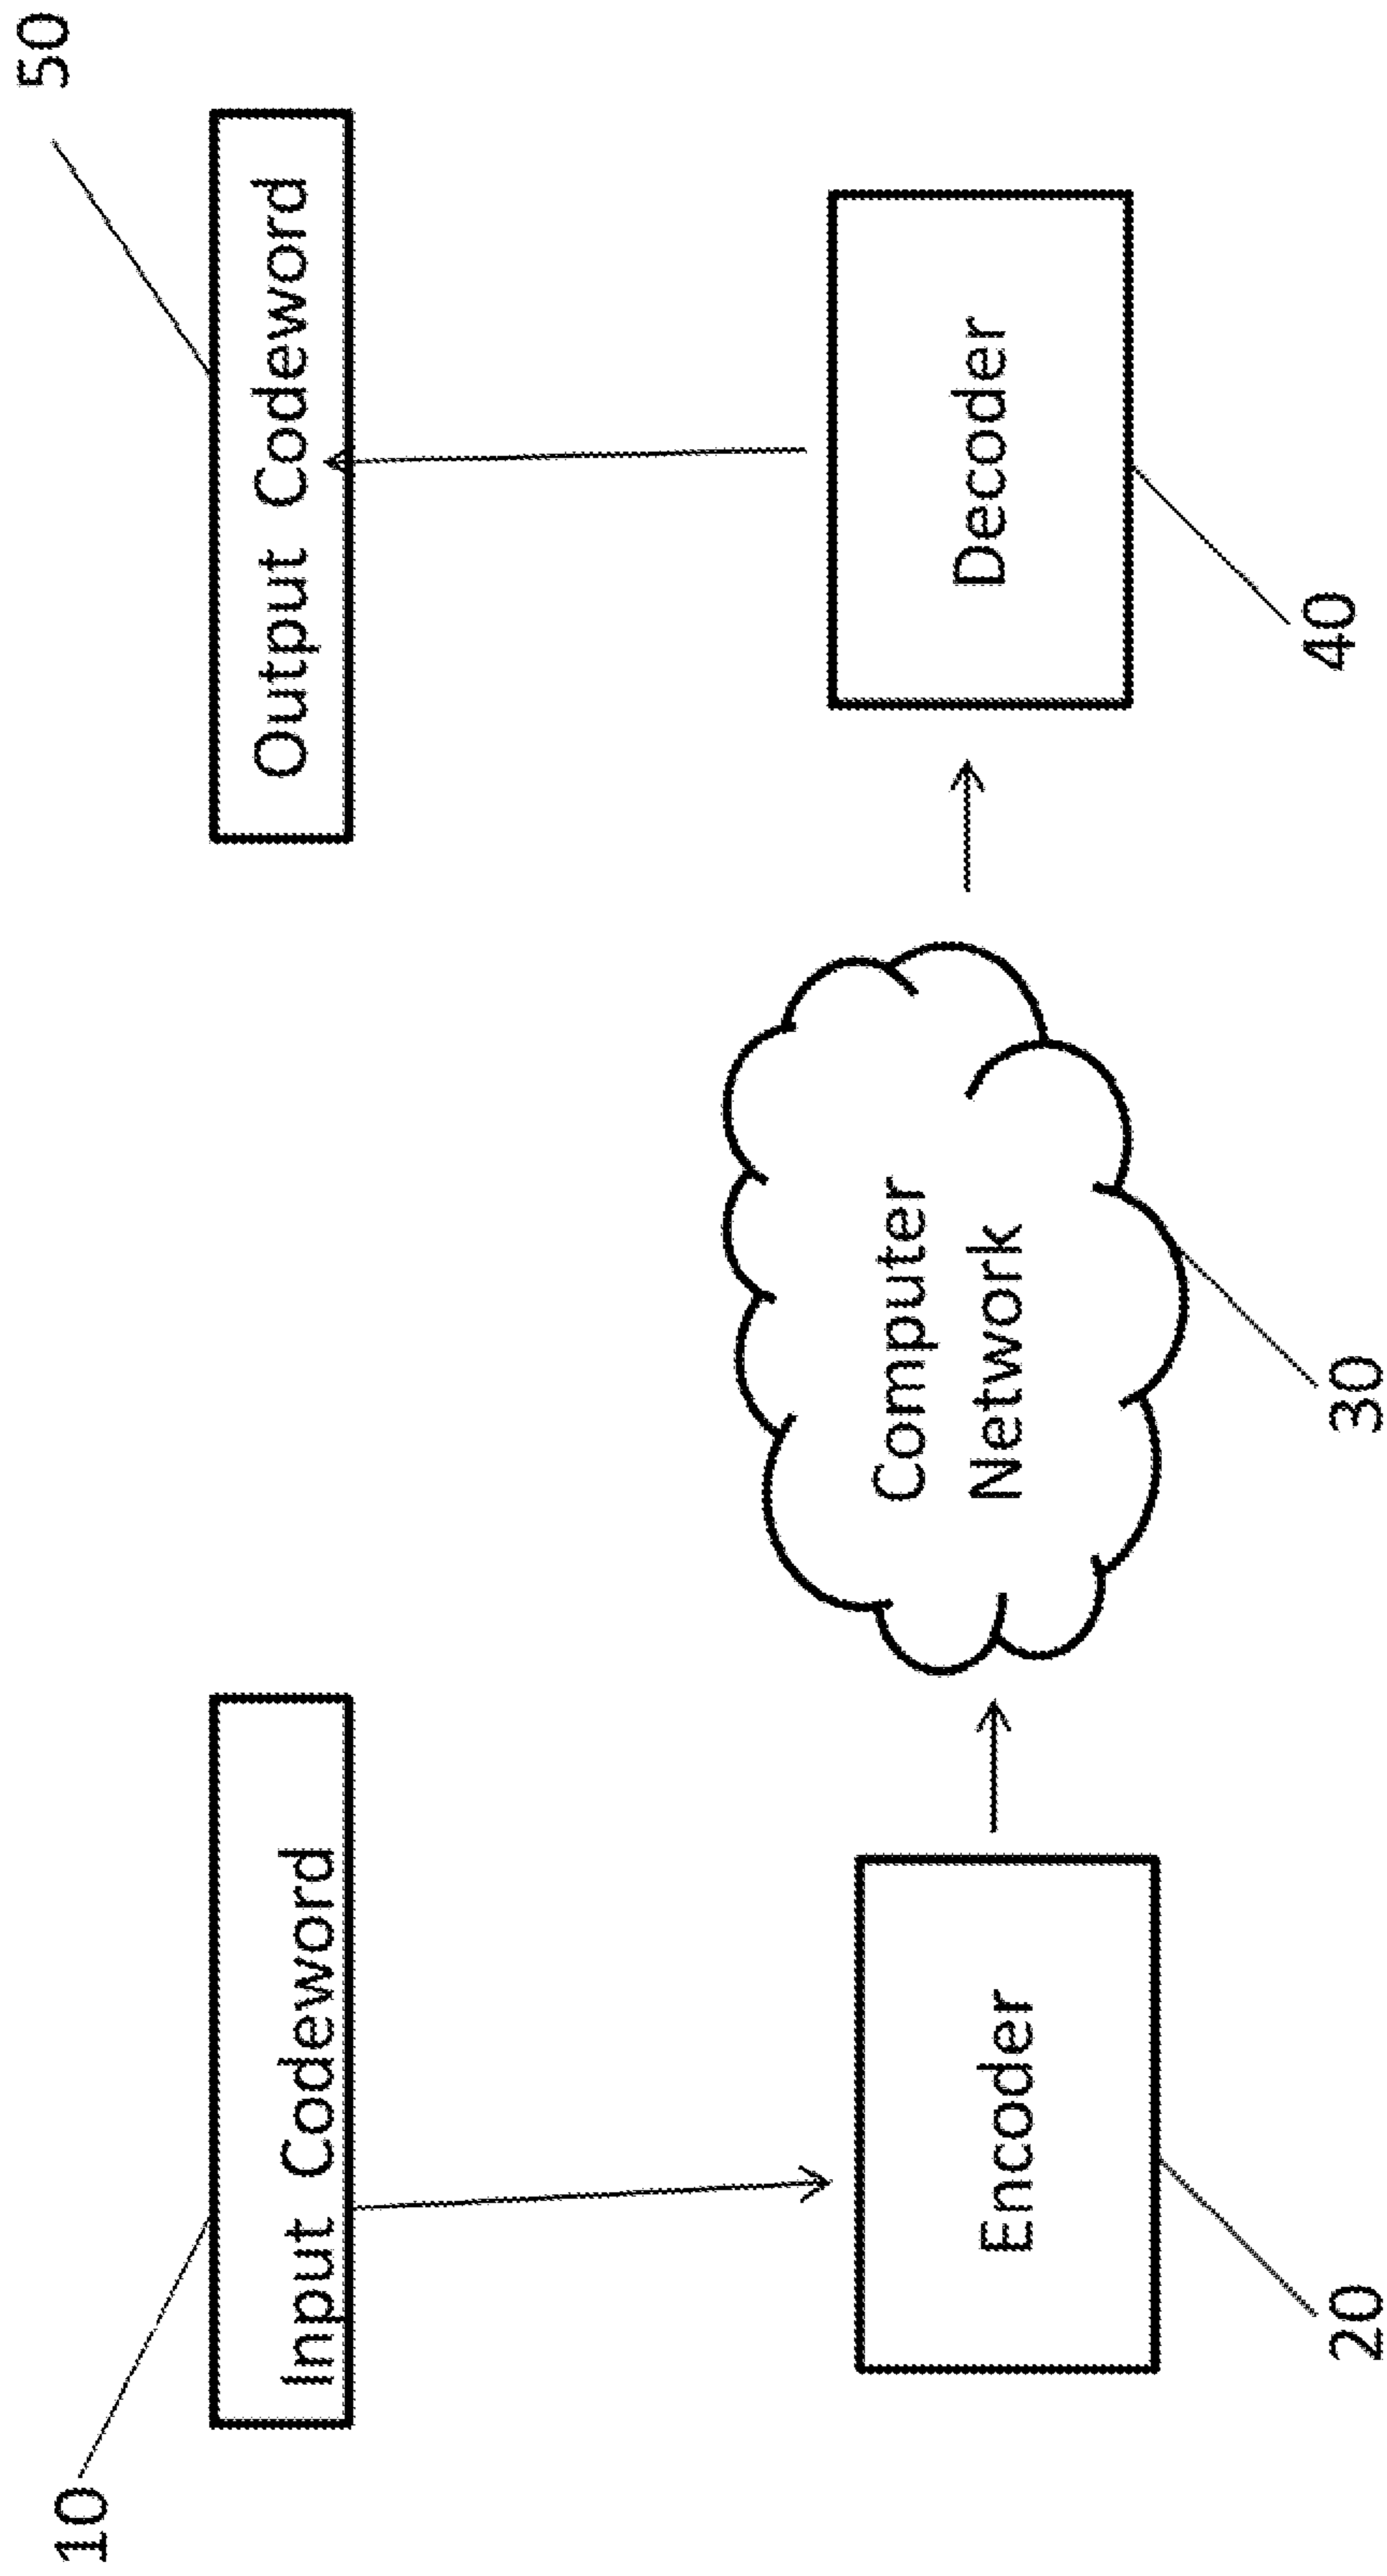 10
Input Codeword
Output Codeword
50
Encoder
20
Computer
Network
30
Decoder
40